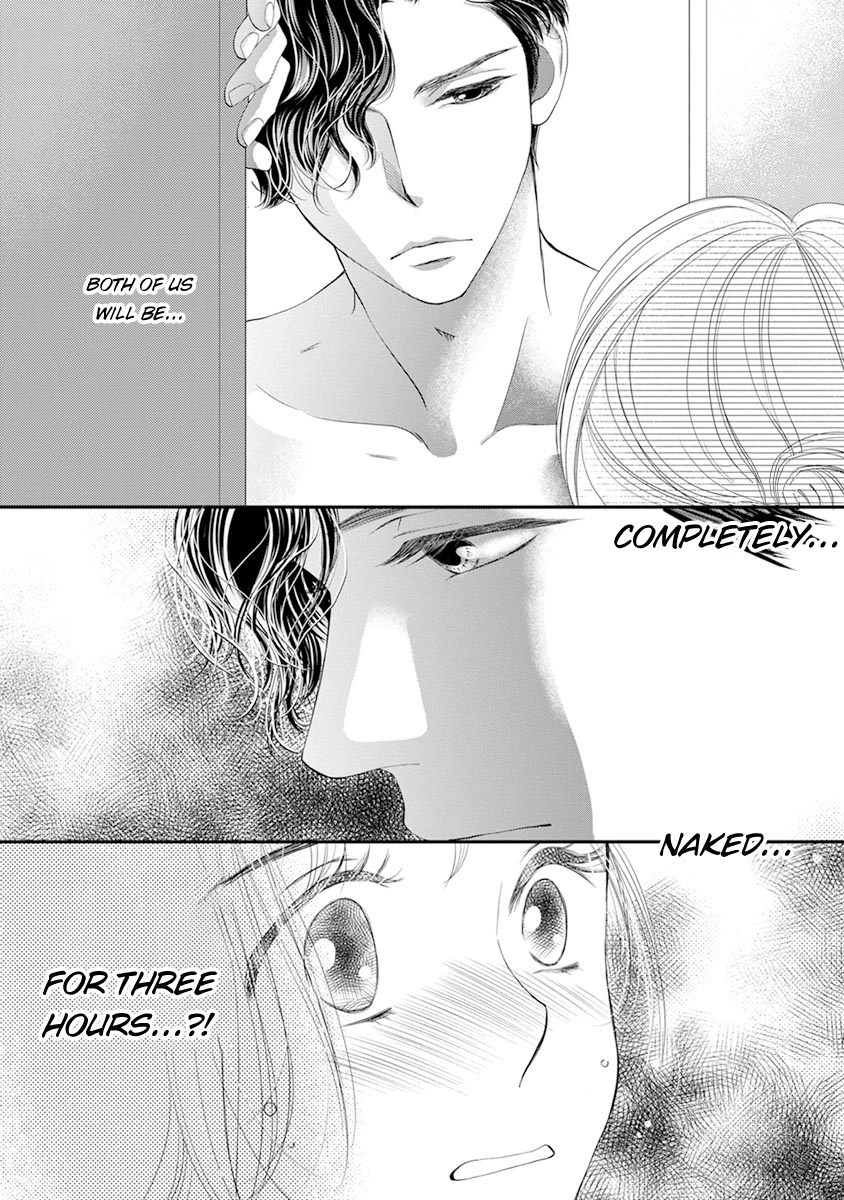 BOTH OF US
WILL BE...
COMPLETELY...
NAKED...
FOR THREE
HOURS...?!